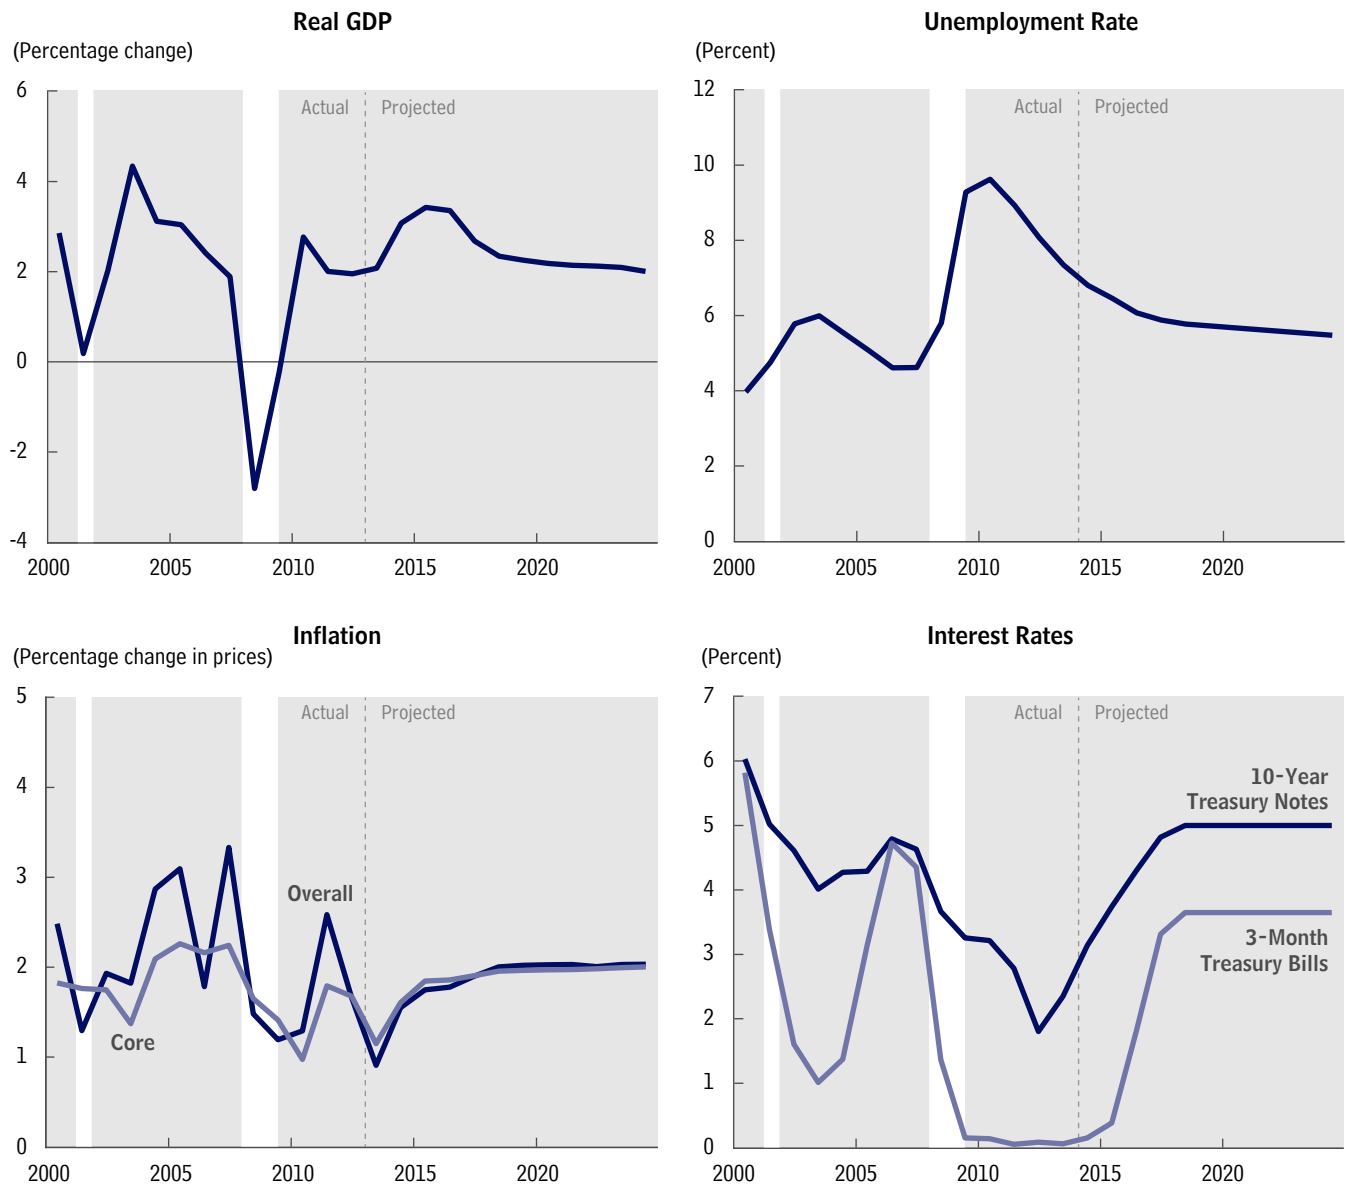 Real GDP
(Percentage change)
6
4
2
0
-2
-4
Actual
Projected
2000
2005
2010
2015
2020
Unemployment Rate
(Percent)
12
10
8
6
4
2
0
Actual
Projected
2000
2005
2010
2015
2020
Inflation
(Percentage change in prices)
5
4
3
2
1
0
Actual
Projected
Overall
Core
2000
2005
2010
2015
2020
Interest Rates
(Percent)
7
6
5
4
3
2
1
0
Actual
Projected
10-Year
Treasury Notes
3-Month
Treasury Bills
2000
2005
2010
2015
2020